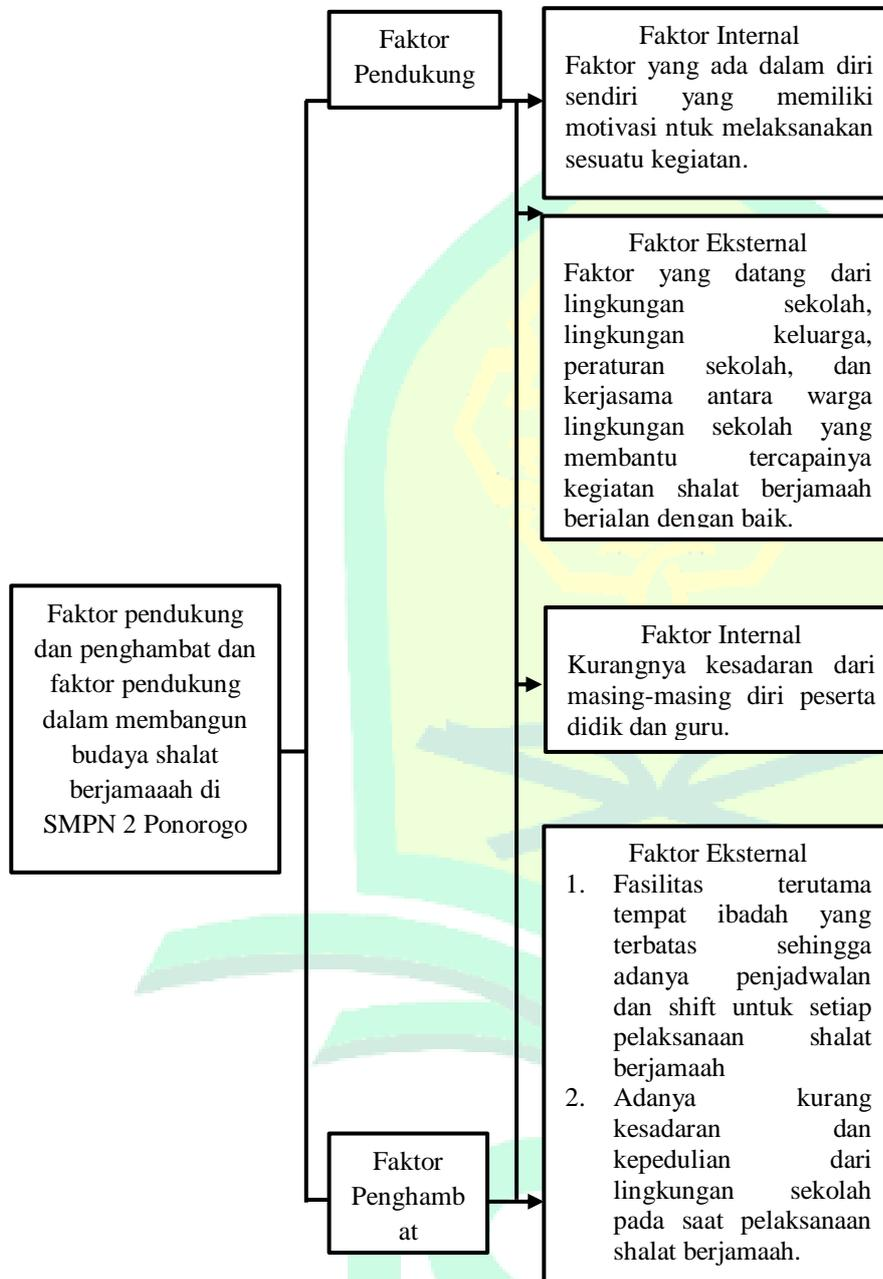 Faktor
Pendukung
Faktor Internal
Faktor yang ada dalam diri
sendiri yang memiliki
motivasi ntuk melaksanakan
sesuatu kegiatan.
Faktor Eksternal
Faktor yang datang dari
lingkungan sekolah,
lingkungan keluarga,
peraturan sekolah, dan
kerjasama antara warga
lingkungan sekolah yang
membantu tercapainya
kegiatan shalat berjamaah
berjalan dengan baik.
Faktor pendukung
dan penghambat dan
faktor pendukung
dalam membangun
budaya shalat
berjamaaah di
SMPN 2 Ponorogo
Faktor Internal
Kurangnya kesadaran dari
masing-masing diri peserta
didik dan guru.
Faktor Eksternal
1. Fasilitas terutama
tempat ibadah yang
terbatas sehingga
adanya penjadwalan
dan shift untuk setiap
pelaksanaan shalat
berjamaah
2. Adanya kurang
kesadaran dan
kepedulian dari
lingkungan sekolah
pada saat pelaksanaan
shalat berjamaah.
Faktor
Penghamb
at